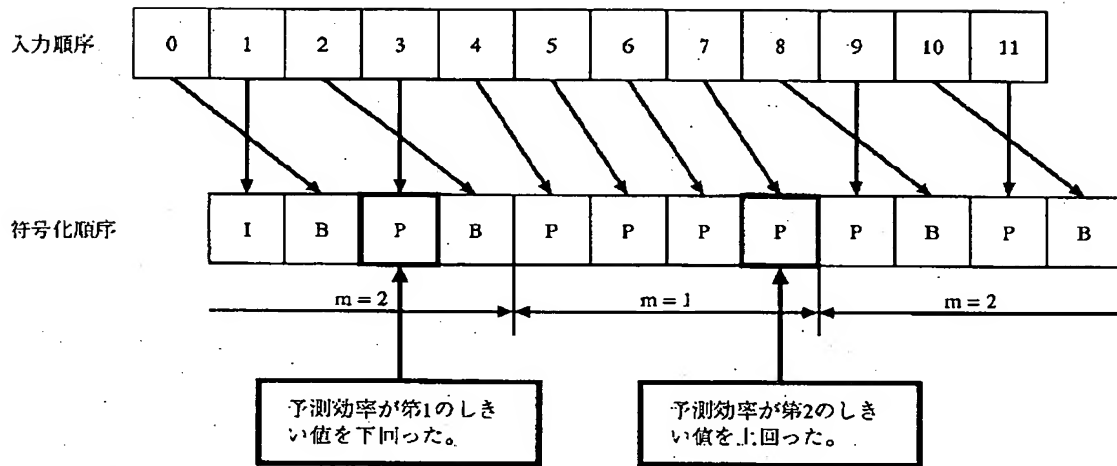 入力順序 0 1 2 3 4 5 6 7 8 9 10 11
符号化順序 I B P B P P P P P B P B
m = 2 m = 1 m = 2
予測効率が第1のしき
い値を下回った。
予測効率が第2のしき
い値を上回った。